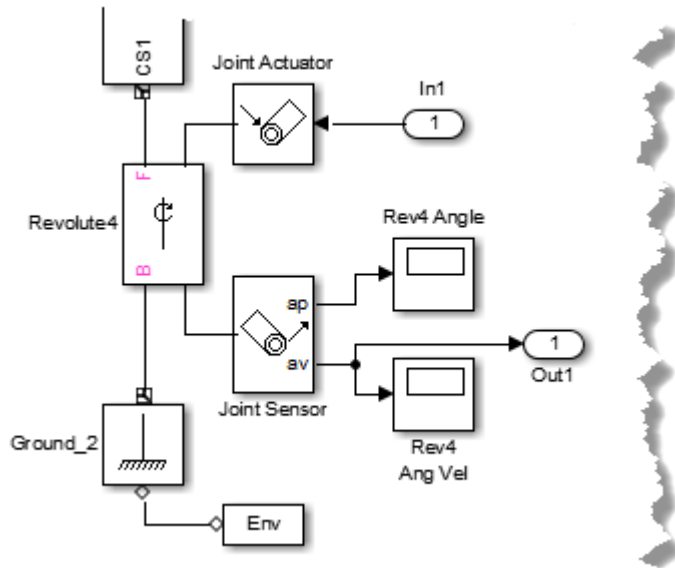 CS1
Joint Actuator
In1
1
F
Revolute4
B
Rev4 Angle
ap
av
1
Out1
Joint Sensor
Rev4
Ang Vel
Ground_2
Env